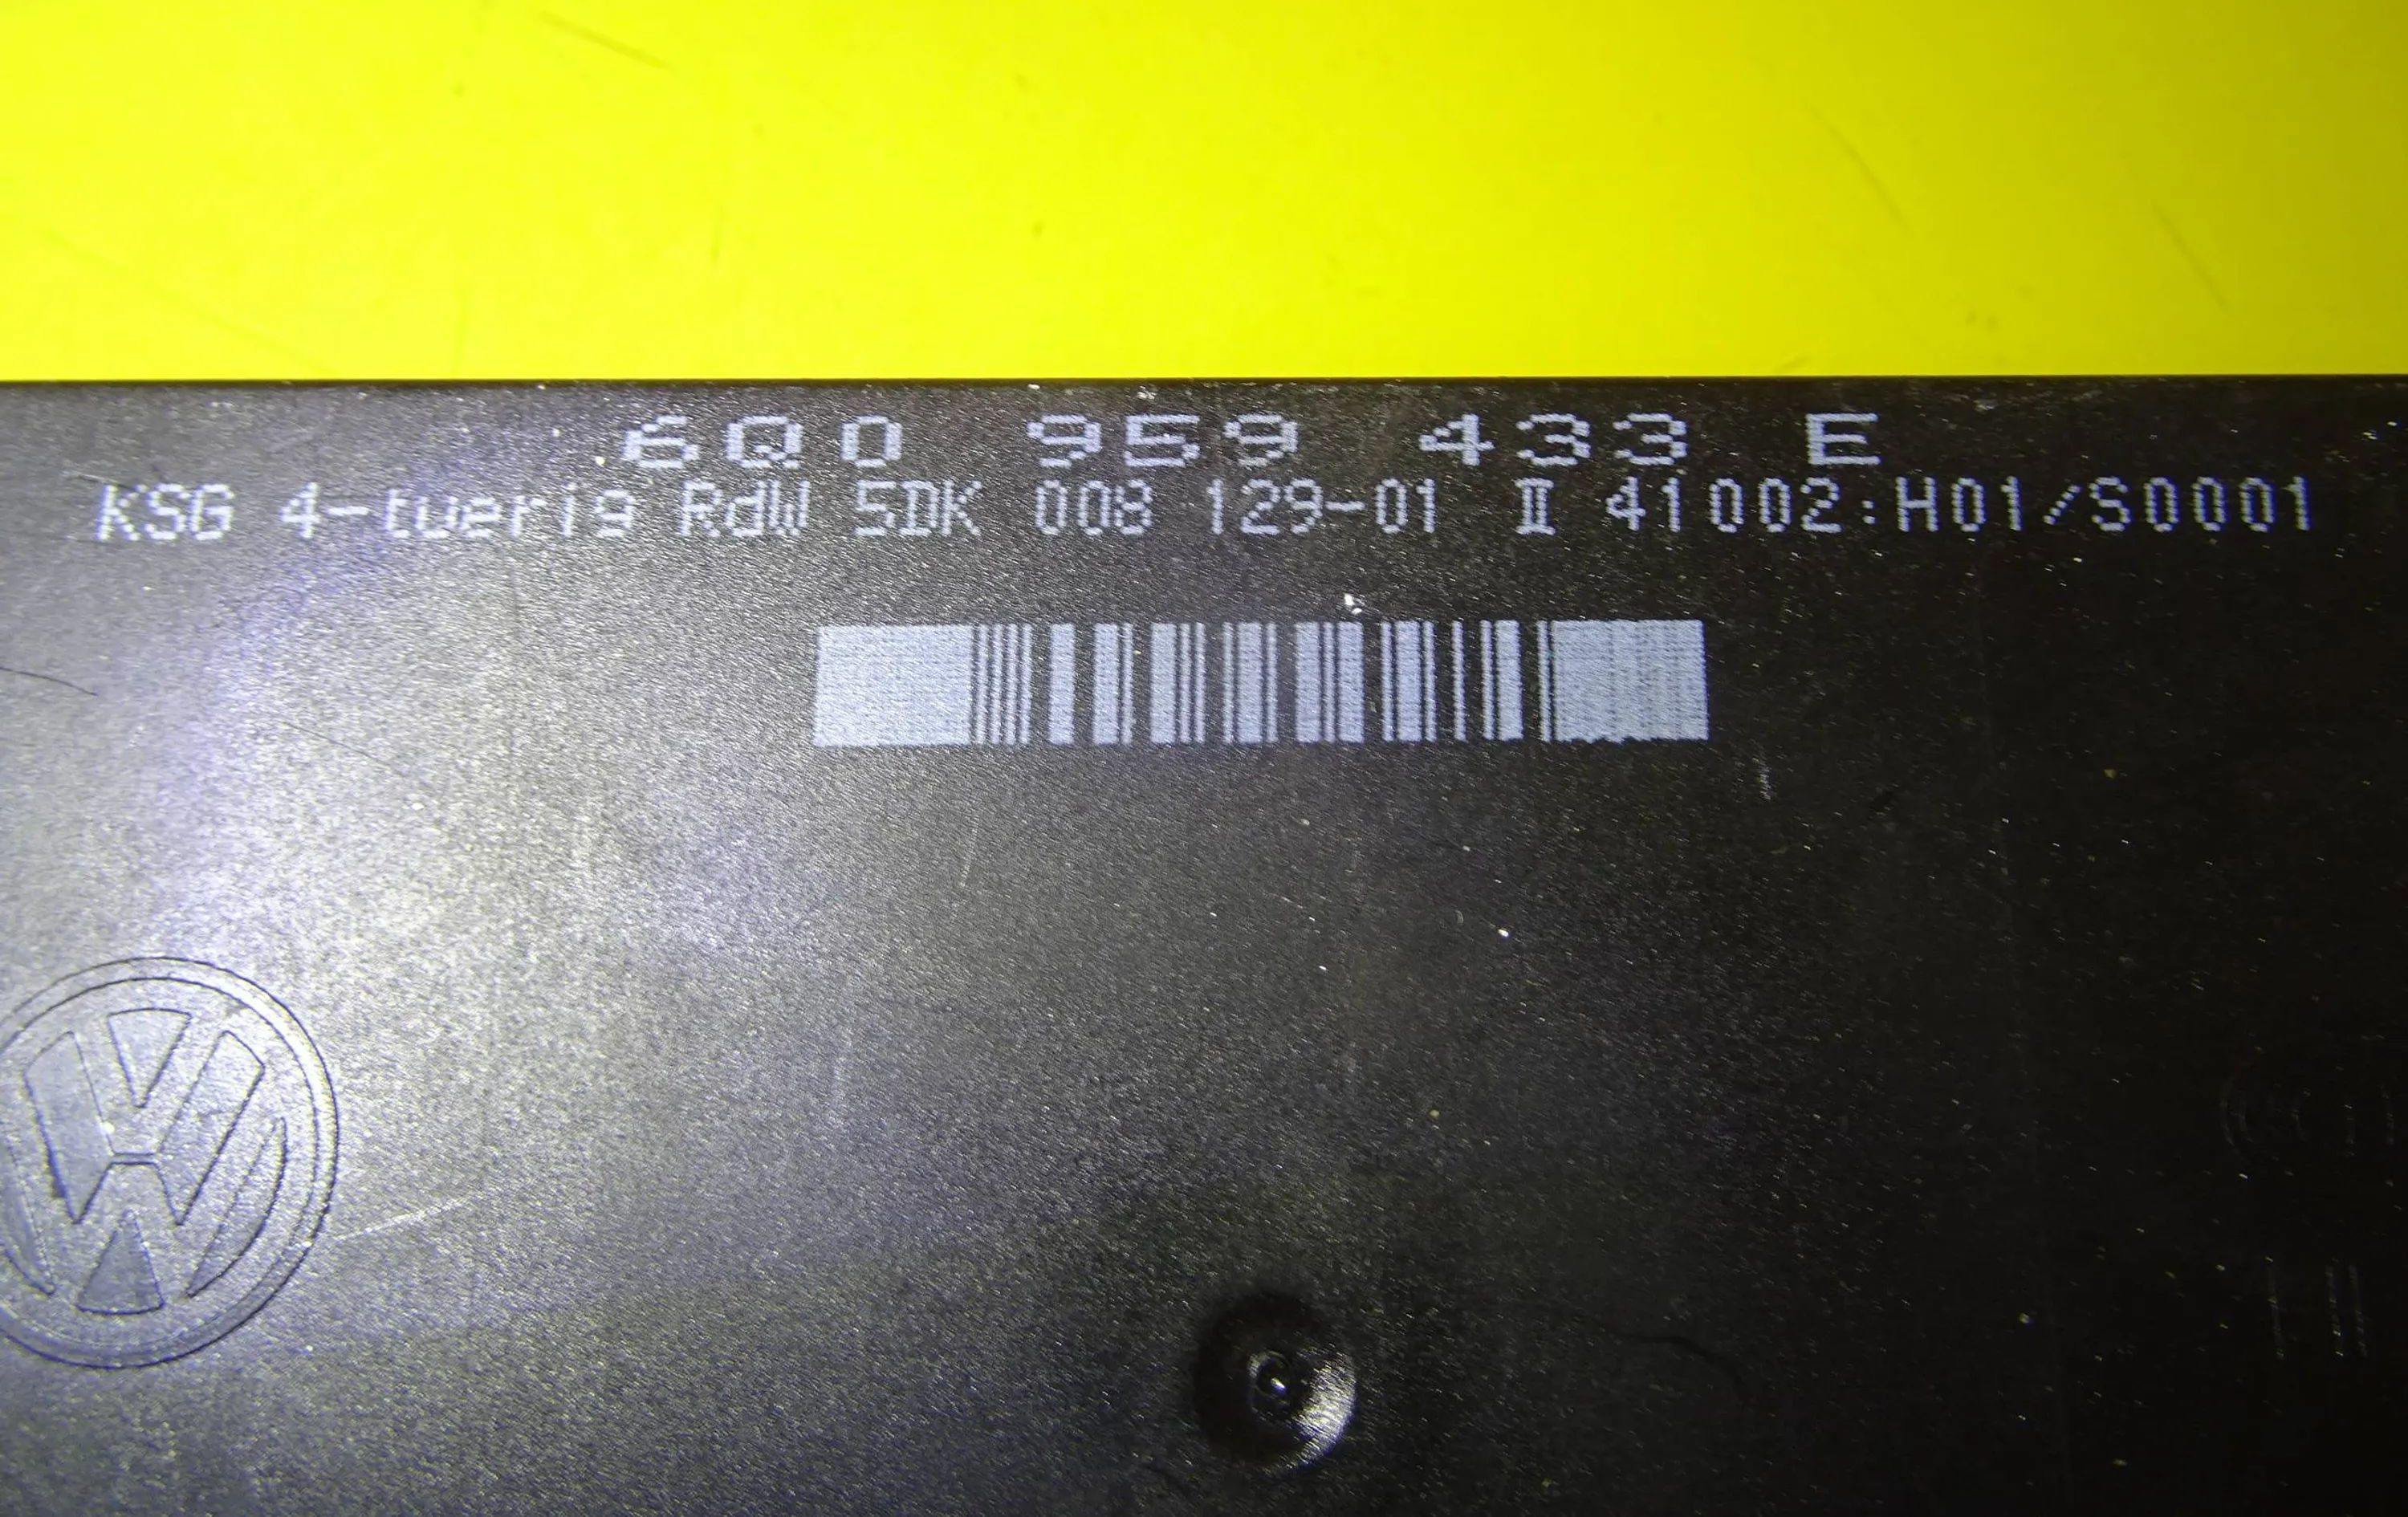 6Q0 959 433 E
KSG 4-tuerig RdW 5DK 008 129-01 II 41002:H01/S0001